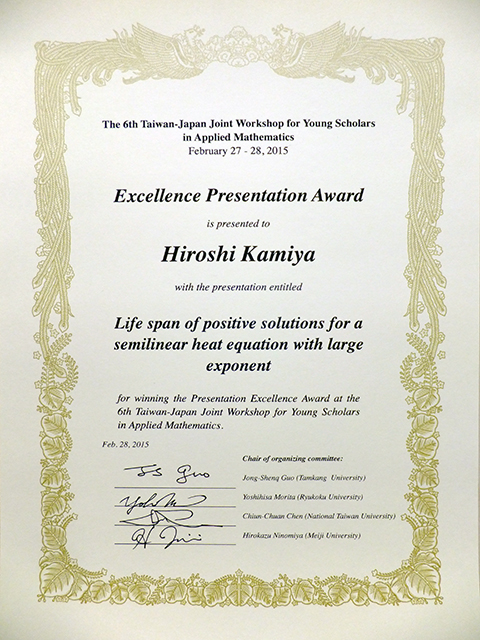 The 6th Taiwan-Japan Joint Workshop for Young Scholars
in Applied Mathematics
February 27 - 28, 2015
Excellence Presentation Award
is presented to
Hiroshi Kamiya
with the presentation entitled
Life span of positive solutions for a
semilinear heat equation with large
exponent
for winning the Presentation Excellence Award at the
6th Taiwan-Japan Joint Workshop for Young Scholars
in Applied Mathematics.
Feb. 28, 2015
Chair of organizing committee:
JS Guo
Jong-Shenq Guo (Tamkang University)
Yoshihisa Morita (Ryukoku University)
Chiun-Chuan Chen (National Taiwan University)
Hirokazu Ninomiya (Meiji University)